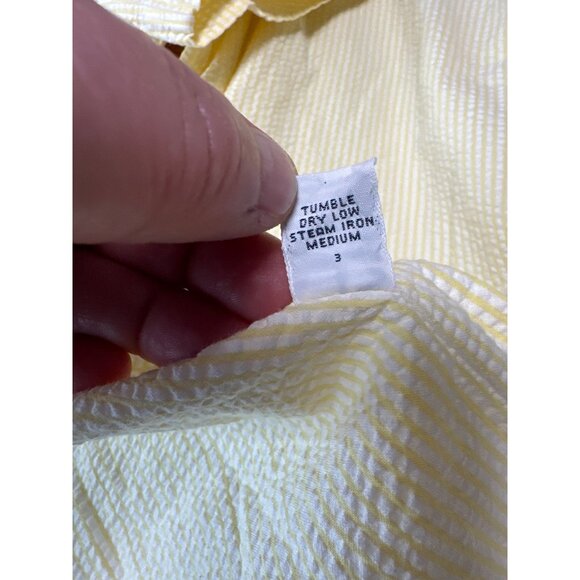 TUMBLE
DRY LOW
STEAM IRON
MEDIUM
3